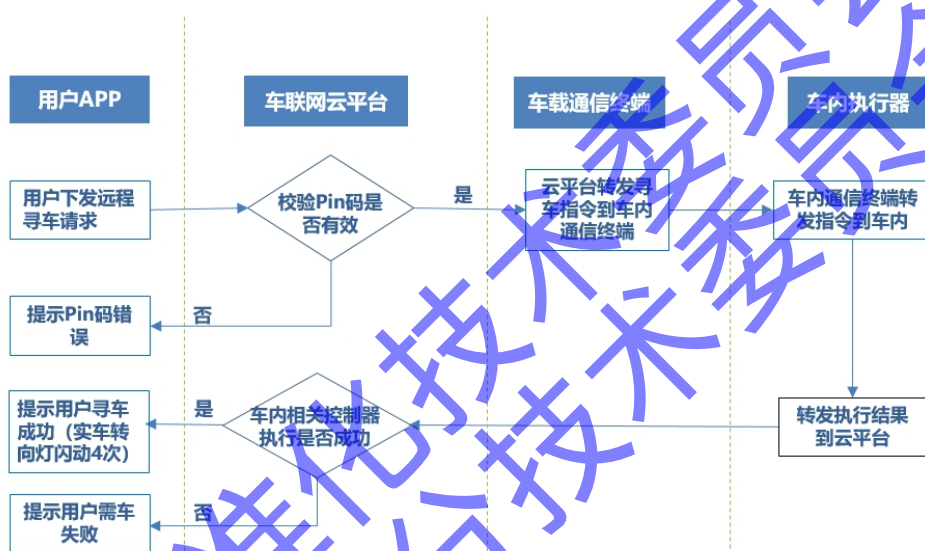 用户APP
车联网云平台
车载通信终端
车内执行器
用户下发远程
寻车请求
校验Pin码是
否有效
是
云平台转发寻
车指令到车内
通信终端
车内通信终端转
发指令到车内
提示Pin码错
误
否
提示用户寻车
成功（实车转
向灯闪动4次）
是
车内相关控制器
执行是否成功
转发执行结果
到云平台
提示用户需车
失败
否
准化技术委员会
分技术委员会